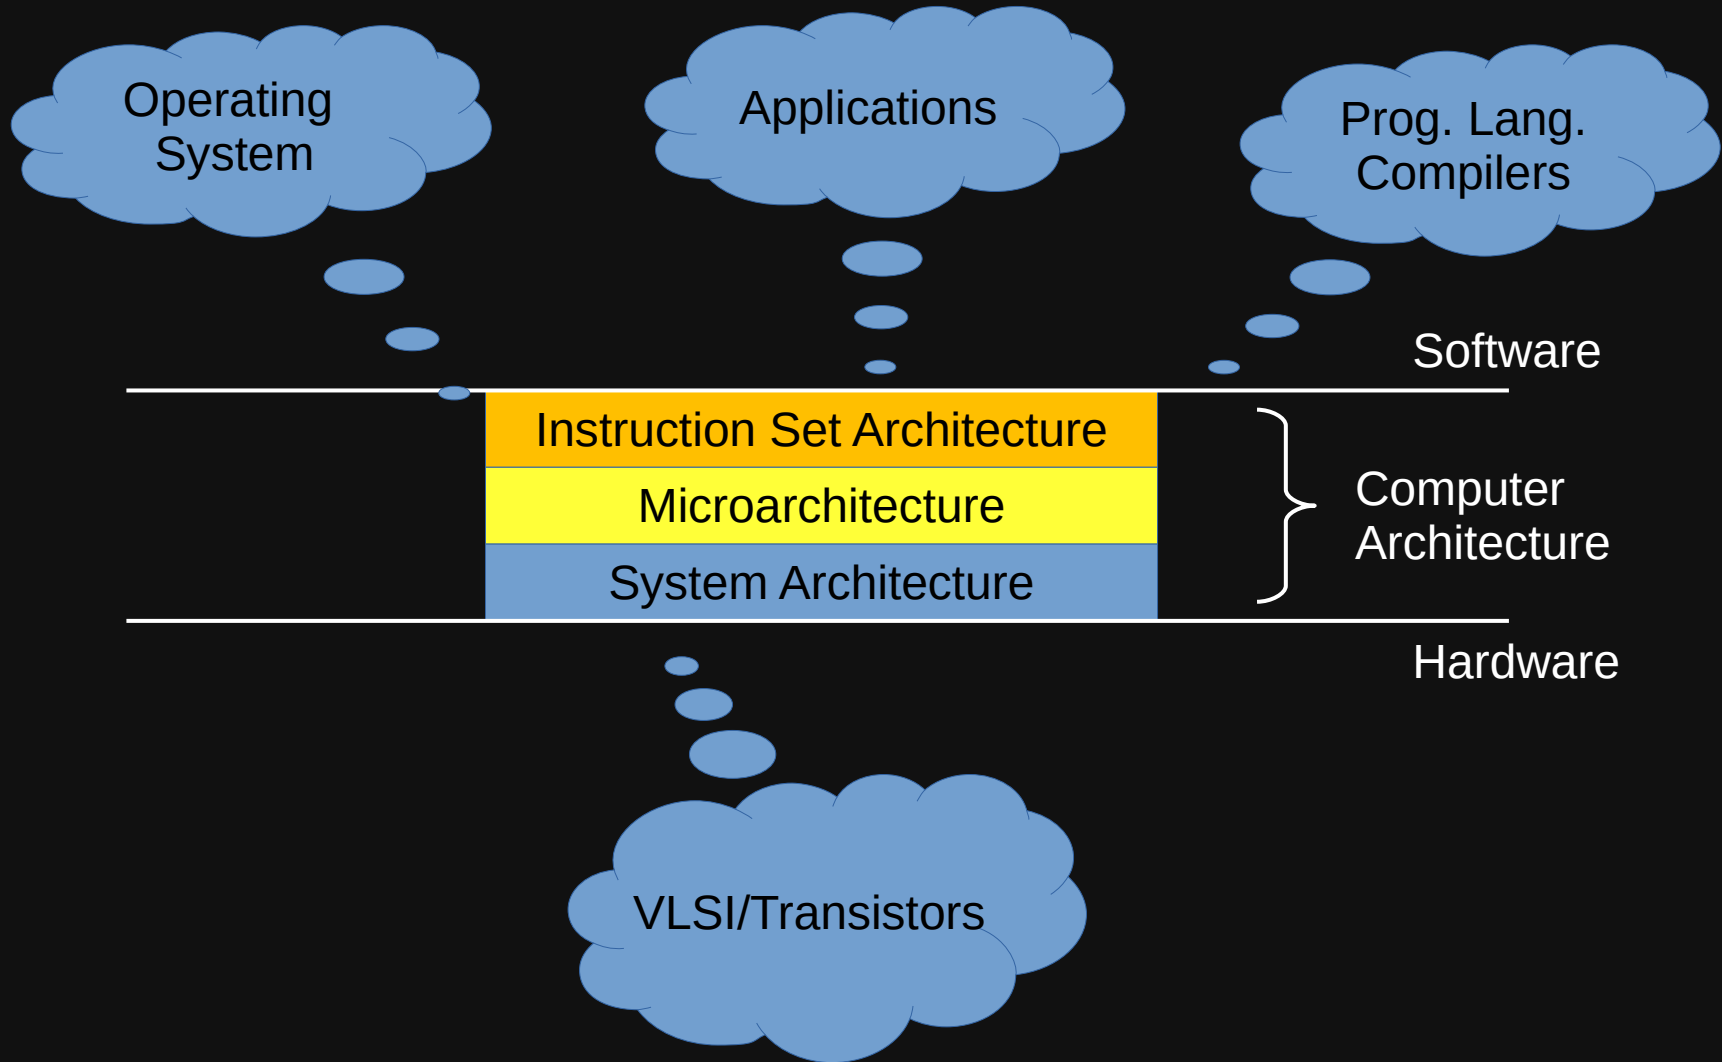 Operating
System
Applications
Prog. Lang.
Compilers
Software
Instruction Set Architecture
Microarchitecture
System Architecture
Computer
Architecture
Hardware
VLSI/Transistors